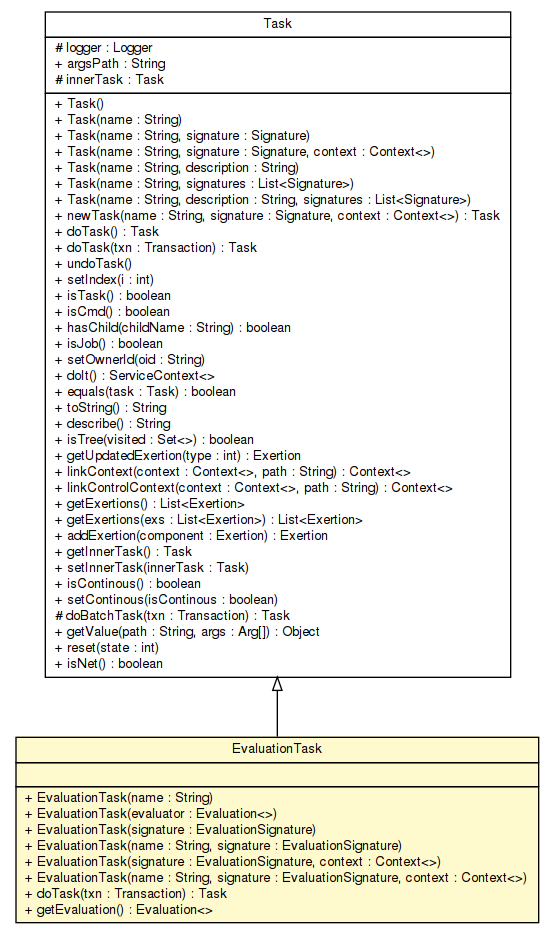 Task
# logger : Logger
+ argsPath : String
# innerTask : Task
+ Task()
+ Task(name : String)
+ Task(name : String, signature : Signature)
+ Task(name : String, signature : Signature, context : Context<>)
+ Task(name : String, description : String)
+ Task(name : String, signatures : List<Signature>)
+ Task(name : String, description : String, signatures : List<Signature>)
+ newTask(name : String, signature : Signature, context : Context<>) : Task
+ doTask() : Task
+ doTask(txn : Transaction) : Task
+ undoTask()
+ setIndex(i : int)
+ isTask() : boolean
+ isCmd() : boolean
+ hasChild(childName : String) : boolean
+ isJob() : boolean
+ setOwnerId(oid : String)
+ doIt() : ServiceContext<>
+ equals(task : Task) : boolean
+ toString() : String
+ describe() : String
+ isTree(visited : Set<>) : boolean
+ getUpdatedExertion(type : int) : Exertion
+ linkContext(context : Context<>, path : String) : Context<>
+ linkControlContext(context : Context<>, path : String) : Context<>
+ getExertions() : List<Exertion>
+ getExertions(exs : List<Exertion>) : List<Exertion>
+ addExertion(component : Exertion) : Exertion
+ getInnerTask() : Task
+ setInnerTask(innerTask : Task)
+ isContinous() : boolean
+ setContinous(isContinous : boolean)
# doBatchTask(txn : Transaction) : Task
+ getValue(path : String, args : Arg[]) : Object
+ reset(state : int)
+ isNet() : boolean
EvaluationTask
+ EvaluationTask(name : String)
+ EvaluationTask(evaluator : Evaluation<>)
+ EvaluationTask(signature : EvaluationSignature)
+ EvaluationTask(name : String, signature : EvaluationSignature)
+ EvaluationTask(signature : EvaluationSignature, context : Context<>)
+ EvaluationTask(name : String, signature : EvaluationSignature, context : Context<>)
+ doTask(txn : Transaction) : Task
+ getEvaluation() : Evaluation<>